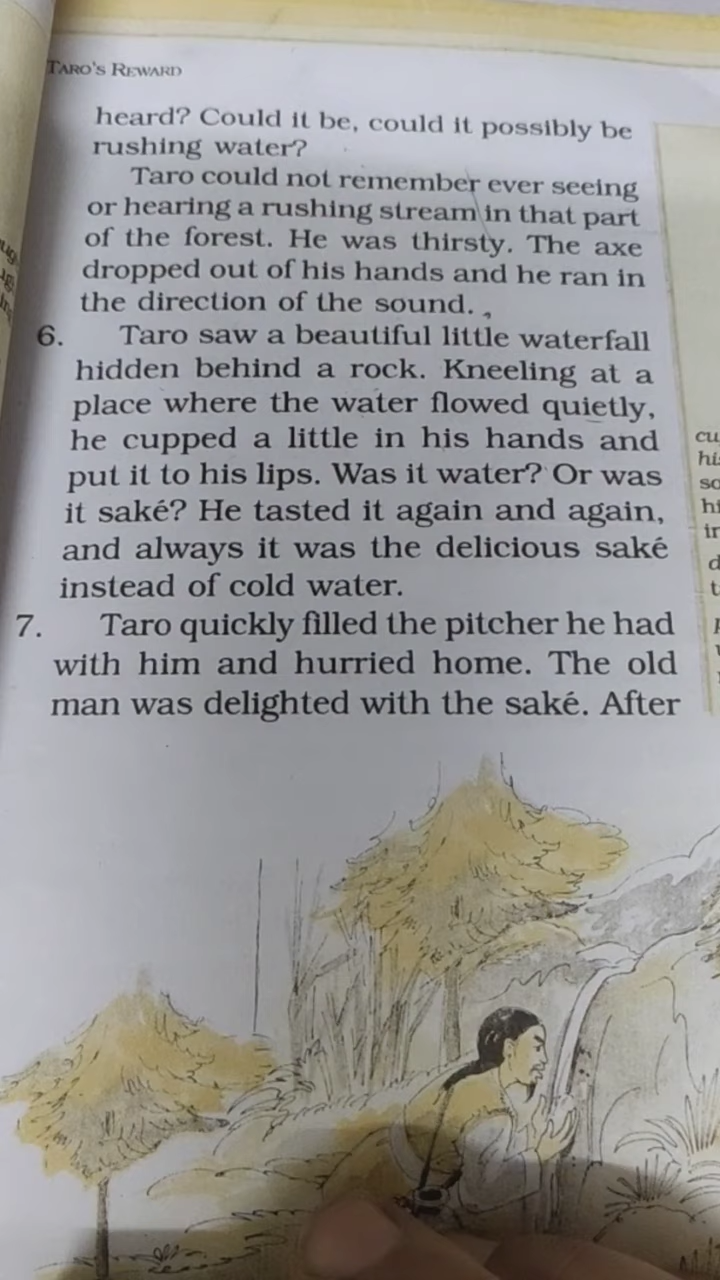 TARO'S REWARD
heard? Could it be, could it possibly be
rushing water?
Taro could not remember ever seeing
or hearing a rushing stream in that part
of the forest. He was thirsty. The axe
dropped out of his hands and he ran in
the direction of the sound.
6. Taro saw a beautiful little waterfall
hidden behind a rock. Kneeling at a
place where the water flowed quietly,
he cupped a little in his hands and
put it to his lips. Was it water? Or was
it saké? He tasted it again and again,
and always it was the delicious saké
instead of cold water.
7. Taro quickly filled the pitcher he had
with him and hurried home. The old
man was delighted with the saké. After